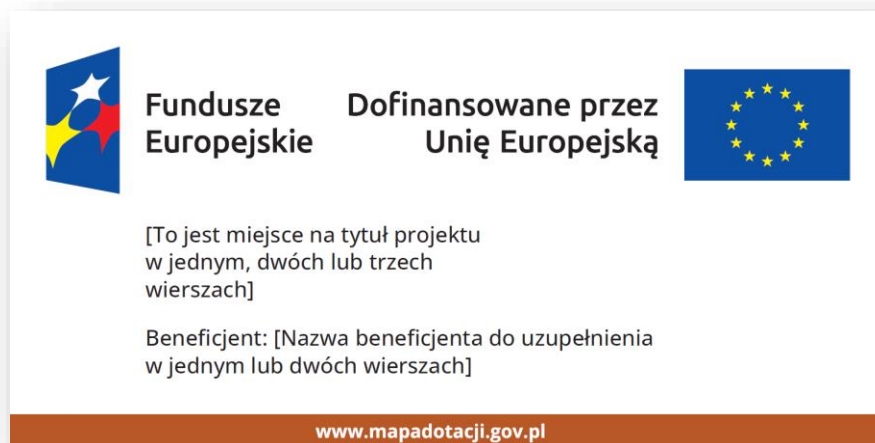 Fundusze
Europejskie
Dofinansowane przez
Unię Europejską
[To jest miejsce na tytuł projektu
w jednym, dwóch lub trzech
wierszach]
Beneficjent: [Nazwa beneficjenta do uzupełnienia
w jednym lub dwóch wierszach]
www.mapadotacji.gov.pl